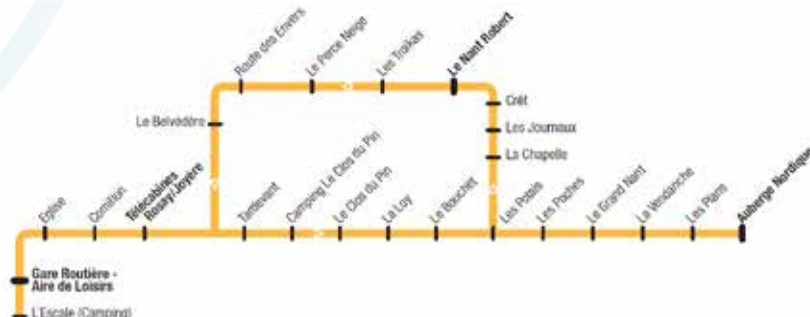 Route des Envers
Le Perce Neige
Les Troïkas
Le Nant Robert
Le Belvédère
Crêt
Les Journaux
La Chapelle
Eglise
Cornillon
Télécabines
Rosay/Joyère
Tardevant
Camping Le Clos du Pin
Le Clos du Pin
La Loy
Le Bouchet
Les Potais
Les Poches
Le Grand Nant
La Vendanche
Les Plans
Auberge Nordique
Gare Routière -
Aire de Loisirs
L'Escale (Camping)